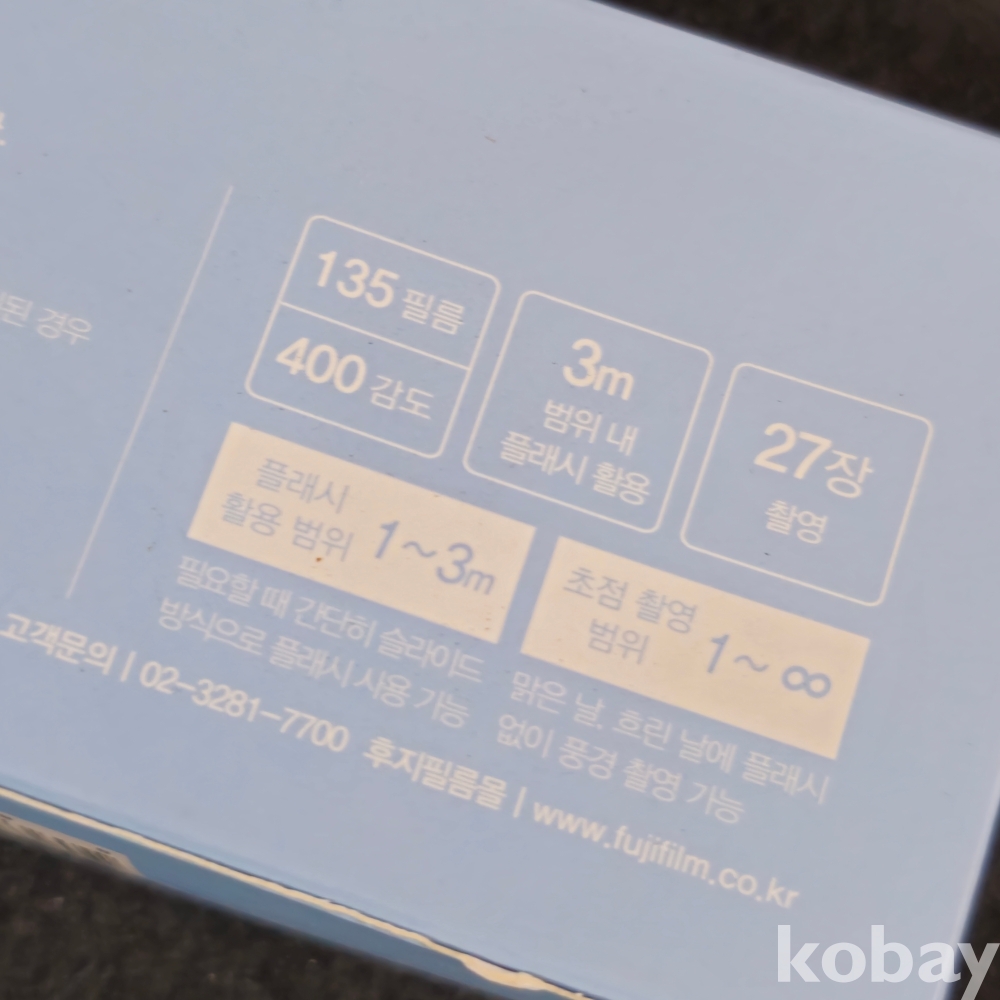 된 경우
135 필름
400 감도
3m
범위 내
플래시 활용
27장
촬영
플래시
활용 범위 1~3m
필요할 때 간단히 슬라이드
방식으로 플래시 사용 가능
초점 촬영
범위 1~∞
맑은 날, 흐린 날에 플래시
없이 풍경 촬영 가능
고객문의 | 02-3281-7700 후지필름몰 | www.fujifilm.co.kr
kobay